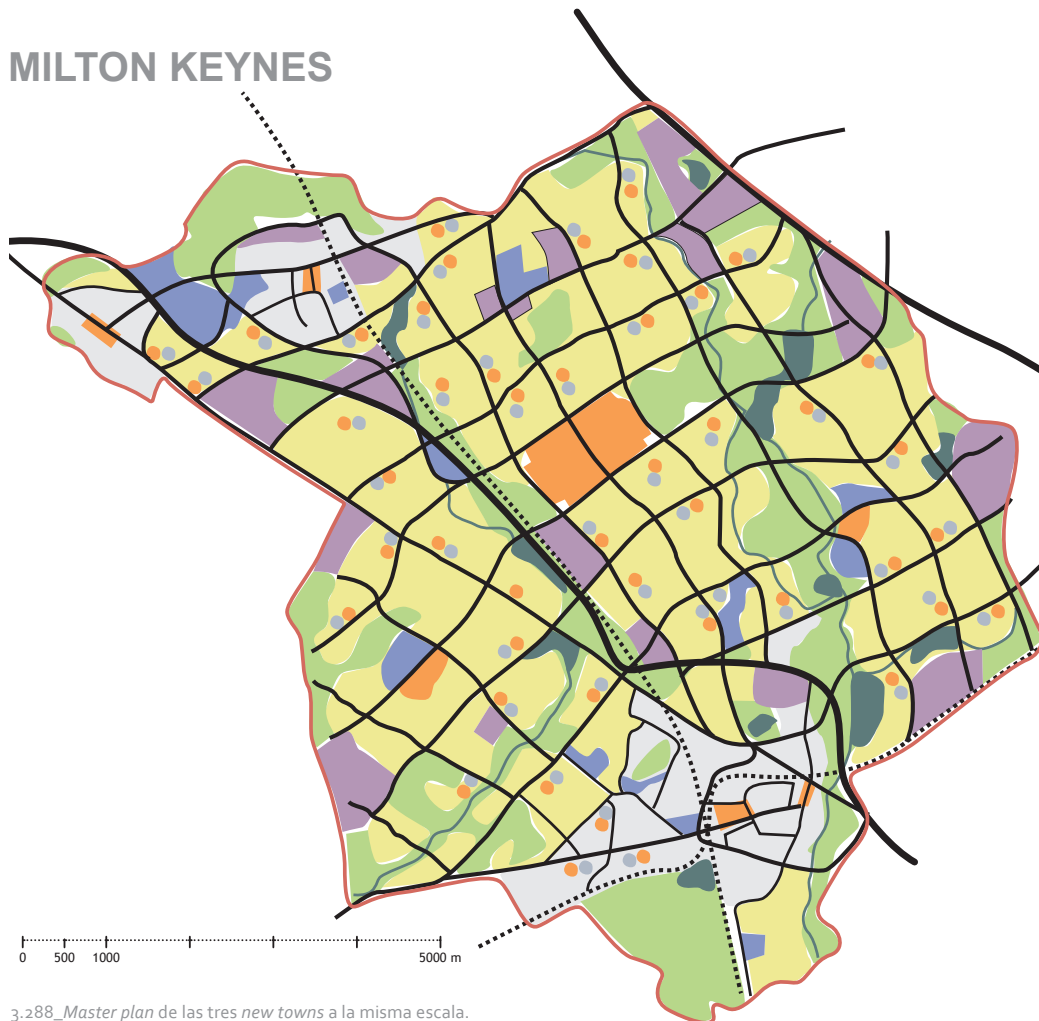 MILTON KEYNES
0 500 1000 5000 m
3.288_Master plan de las tres new towns a la misma escala.